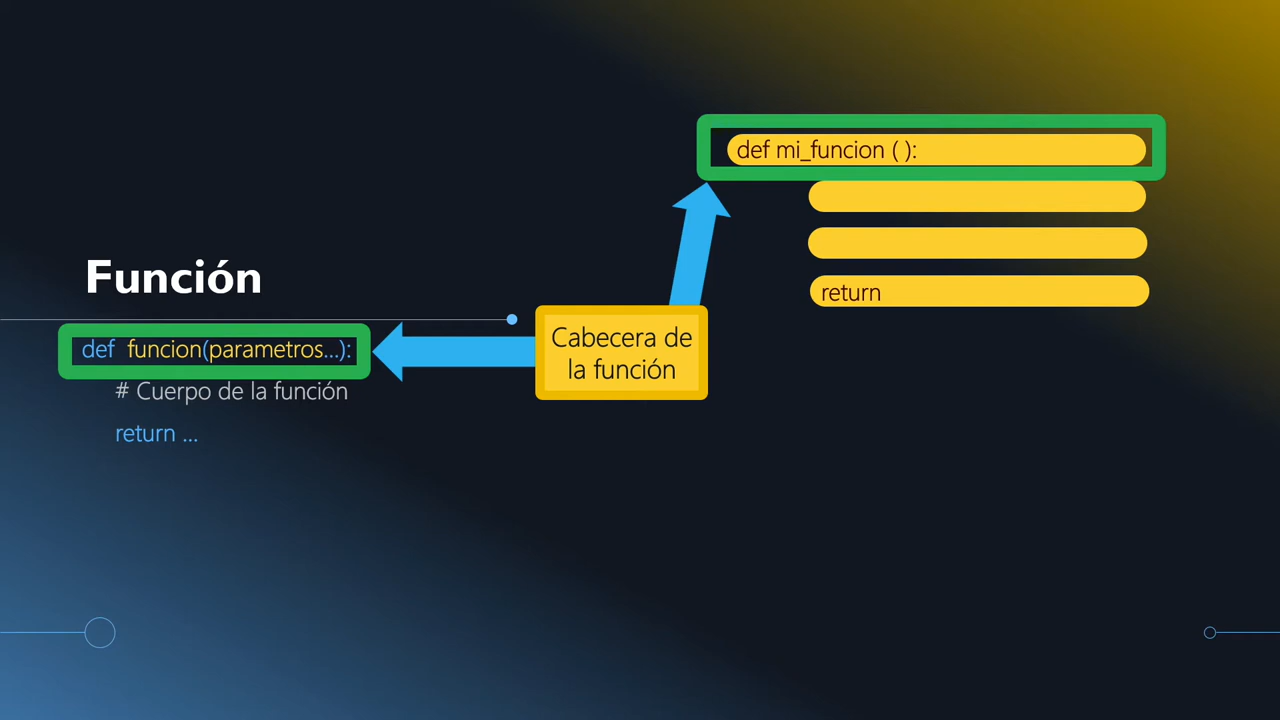 Función
def funcion(parametros...):
# Cuerpo de la función
return ...
Cabecera de
la función
def mi_funcion ( ):
return